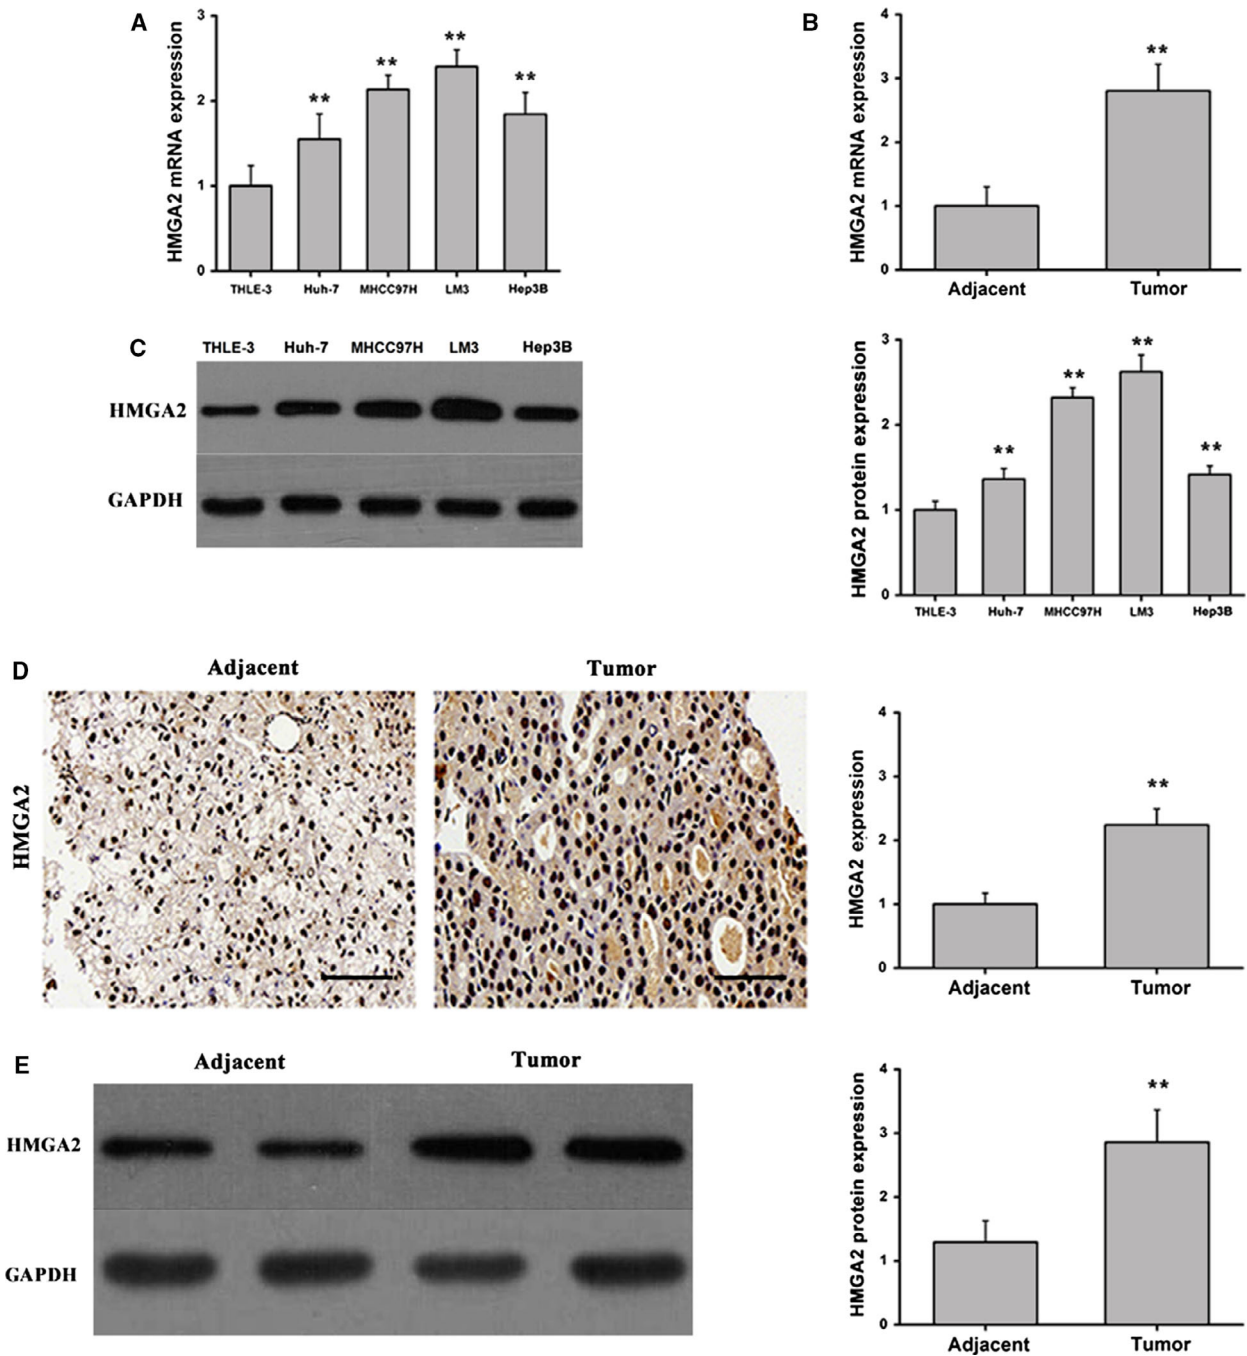 A
HMGA2 mRNA expression
3
2
1
0
**
**
**
**
THLE-3 Huh-7 MHCC97H LM3 Hep3B
B
HMGA2 mRNA expression
4
3
2
1
0
**
Adjacent Tumor
C
THLE-3 Huh-7 MHCC97H LM3 Hep3B
HMGA2
GAPDH
HMGA2 protein expression
3
2
1
0
**
**
**
**
THLE-3 Huh-7 MHCC97H LM3 Hep3B
D
Adjacent Tumor
HMGA2
HMGA2 expression
4
3
2
1
0
**
Adjacent Tumor
E
Adjacent Tumor
HMGA2
GAPDH
HMGA2 protein expression
4
3
2
1
0
**
Adjacent Tumor